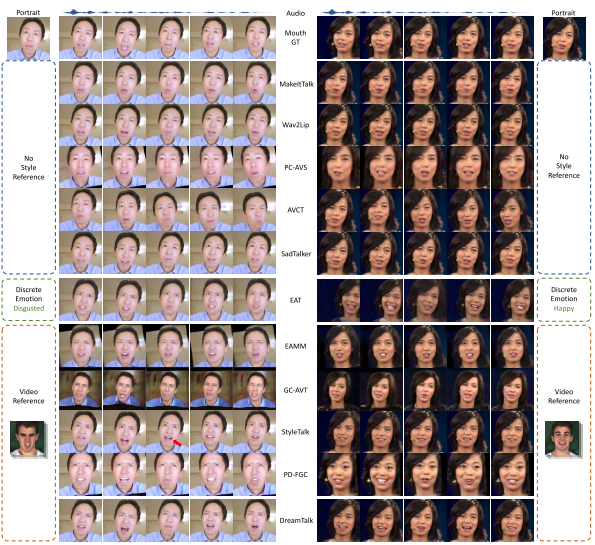 Portrait
Audio
Portrait
Mouth
GT
MakeItTalk
Wav2Lip
No
Style
Reference
PC-AVS
No
Style
Reference
AVCT
SadTalker
Discrete
Emotion
Disgusted
EAT
Discrete
Emotion
Happy
EAMM
GC-AVT
Video
Reference
Video
Reference
StyleTalk
PD-FGC
DreamTalk